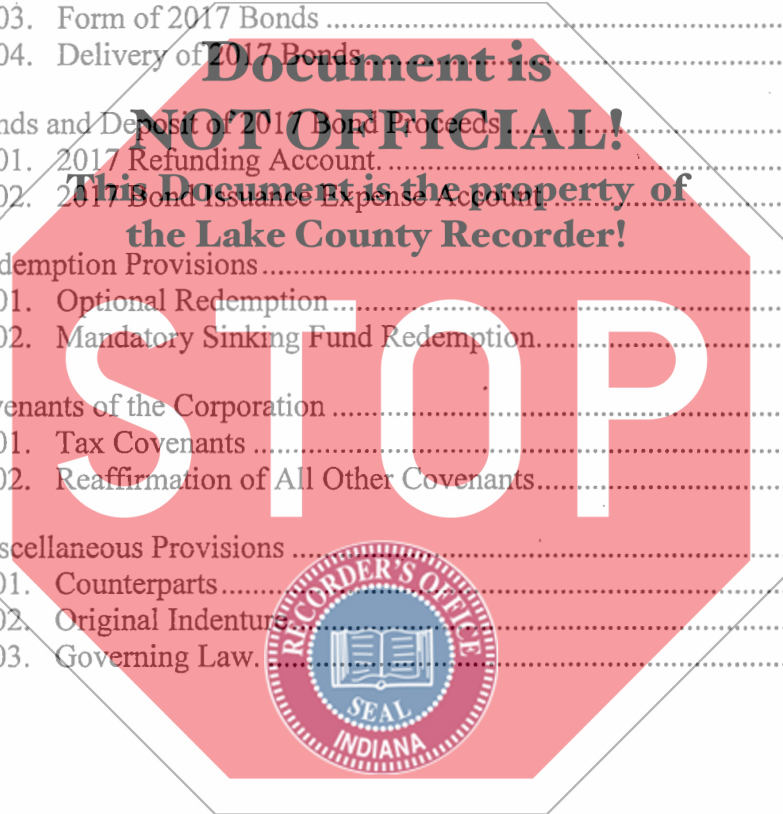 03. Form of 2017 Bonds
04. Delivery of 2017 Bonds
Document is
NOT OFFICIAL!
nds and Deposit of 2017 Bond Proceeds
01. 2017 Refunding Account.
This Document is the property of
02. 2017 Bond Issuance Expense Account
the Lake County Recorder!
demption Provisions
01. Optional Redemption
02. Mandatory Sinking Fund Redemption.
STOP
venants of the Corporation
01. Tax Covenants
02. Reaffirmation of All Other Covenants
scellaneous Provisions
01. Counterparts
02. Original Indenture
03. Governing Law.
RECORDER'S OFFICE
SEAL
INDIANA